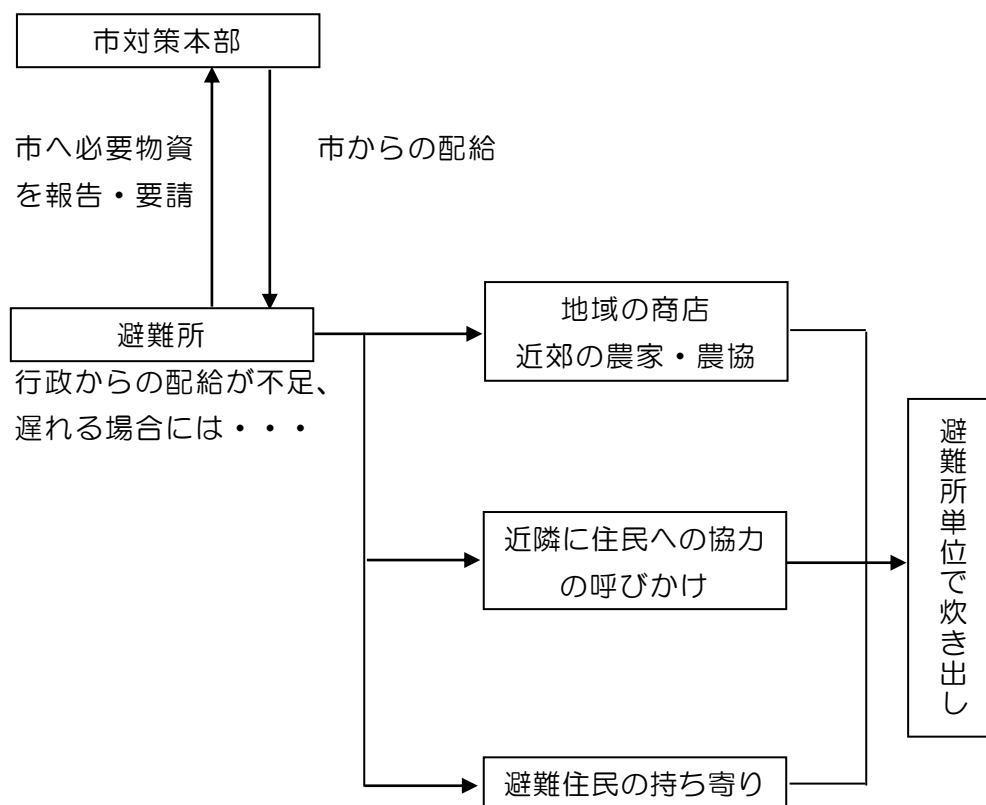 市対策本部
市へ必要物資
を報告・要請
市からの配給
避難所
行政からの配給が不足、
遅れる場合には・・・
地域の商店
近郊の農家・農協
近隣に住民への協力
の呼びかけ
避難住民の持ち寄り
避難所単位で炊き出し